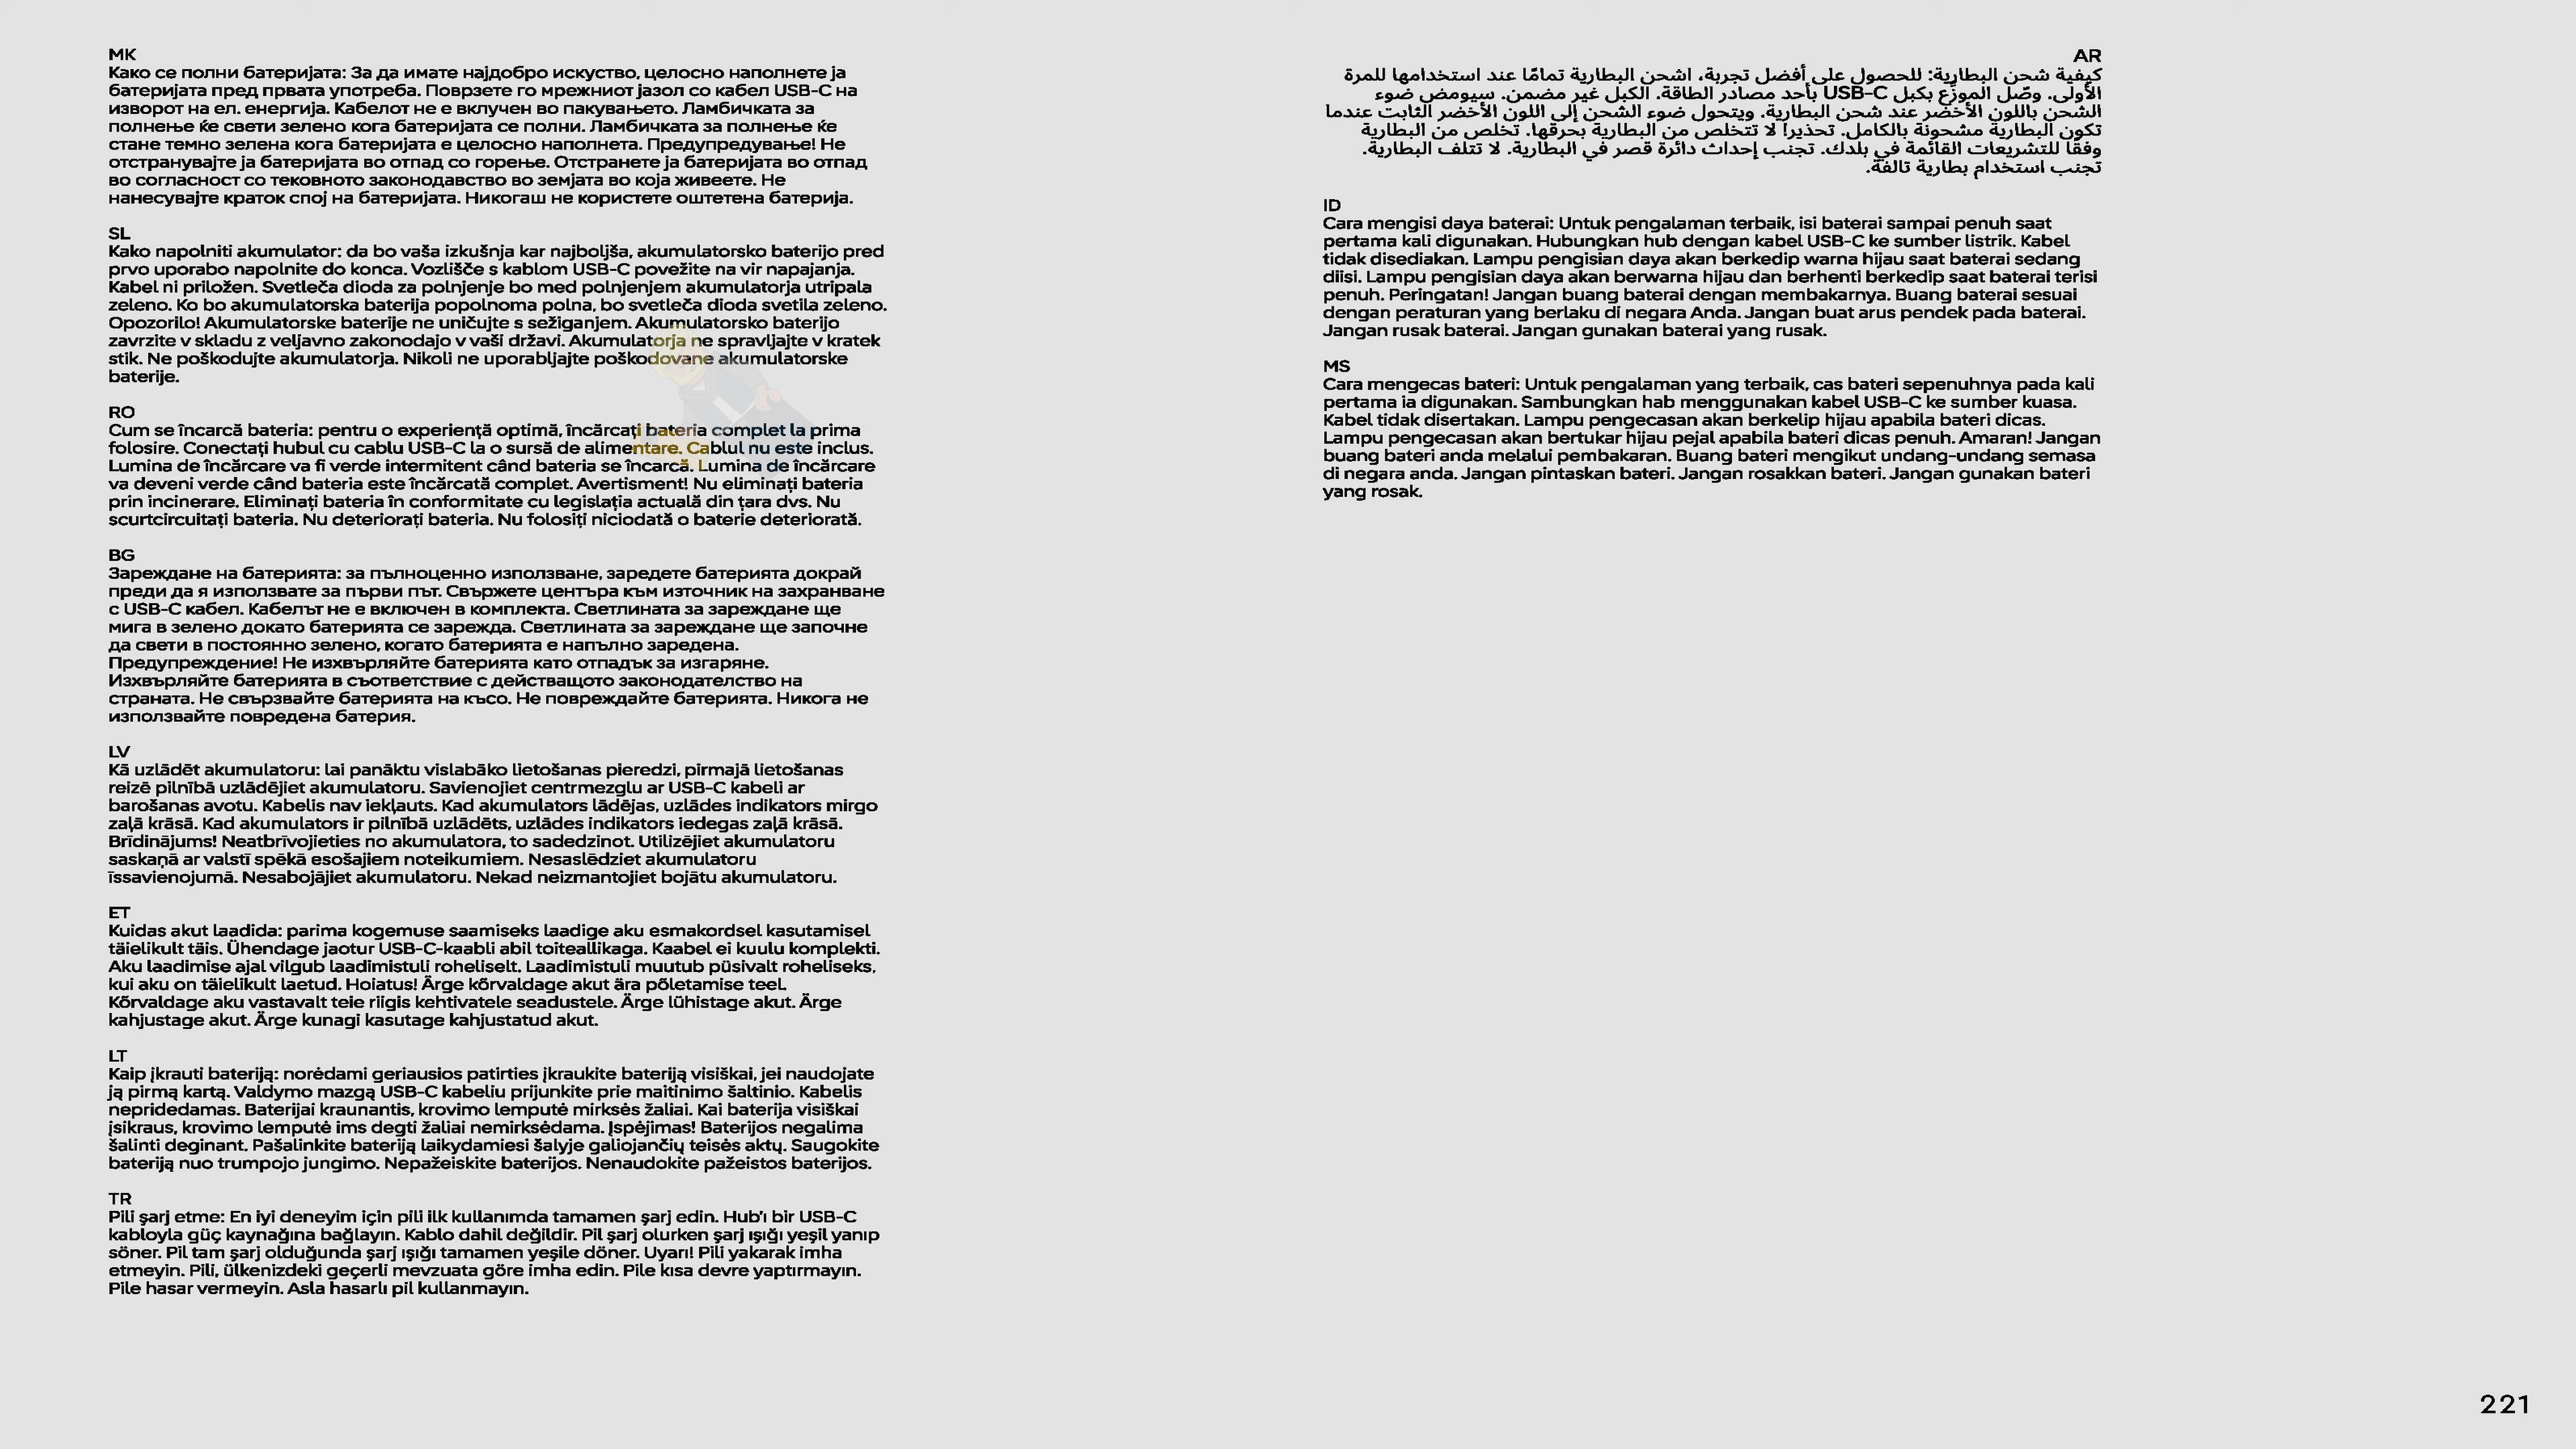 MK
Како се полни батеријата: За да имате најдобро искуство, целосно наполнете ја
батеријата пред првата употреба. Поврзете го мрежниот јазол со кабел USB-C на
изворот на ел. енергија. Кабелот не е вклучен во пакувањето. Ламбичката за
полнење ќе свети зелено кога батеријата се полни. Ламбичката за полнење ќе
стане темно зелена кога батеријата е целосно наполнета. Предупредување! Не
отстранувајте ја батеријата во отпад со горење. Отстранете ја батеријата во отпад
во согласност со тековното законодавство во земјата во која живеете. Не
нанесувајте краток спој на батеријата. Никогаш не користете оштетена батерија.
SL
Kako napolniti akumulator: da bo vaša izkušnja kar najboljša, akumulatorsko baterijo pred
prvo uporabo napolnite do konca. Vozlišče s kablom USB-C povežite na vir napajanja.
Kabel ni priložen. Svetleča dioda za polnjenje bo med polnjenjem akumulatorja utripala
zeleno. Ko bo akumulatorska baterija popolnoma polna, bo svetleča dioda svetila zeleno.
Opozorilo! Akumulatorske baterije ne uničujte s sežiganjem. Akumulatorsko baterijo
zavrzite v skladu z veljavno zakonodajo v vaši državi. Akumulatorja ne spravljajte v kratek
stik. Ne poškodujte akumulatorja. Nikoli ne uporabljajte poškodovane akumulatorske
baterije.
RO
Cum se încarcă bateria: pentru o experiență optimă, încărcați bateria complet la prima
folosire. Conectați hubul cu cablu USB-C la o sursă de alimentare. Cablul nu este inclus.
Lumina de încărcare va fi verde intermitent când bateria se încarcă. Lumina de încărcare
va deveni verde când bateria este încărcată complet. Avertisment! Nu eliminați bateria
prin incinerare. Eliminați bateria în conformitate cu legislația actuală din țara dvs. Nu
scurtcircuitați bateria. Nu deteriorați bateria. Nu folosiți niciodată o baterie deteriorată.
BG
Зареждане на батерията: за пълноценно използване, заредете батерията докрай
преди да я използвате за първи път. Свържете центъра към източник на захранване
с USB-C кабел. Кабелът не е включен в комплекта. Светлината за зареждане ще
мига в зелено докато батерията се зарежда. Светлината за зареждане ще започне
да свети в постоянно зелено, когато батерията е напълно заредена.
Предупреждение! Не изхвърляйте батерията като отпадък за изгаряне.
Изхвърляйте батерията в съответствие с действащото законодателство на
страната. Не свързвайте батерията на късо. Не повреждайте батерията. Никога не
използвайте повредена батерия.
LV
Kā uzlādēt akumulatoru: lai panāktu vislabāko lietošanas pieredzi, pirmajā lietošanas
reizē pilnībā uzlādējiet akumulatoru. Savienojiet centrmezglu ar USB-C kabeli ar
barošanas avotu. Kabelis nav iekļauts. Kad akumulators lādējas, uzlādes indikators mirgo
zaļā krāsā. Kad akumulators ir pilnībā uzlādēts, uzlādes indikators iedegas zaļā krāsā.
Brīdinājums! Neatbrīvojieties no akumulatora, to sadedzinot. Utilizējiet akumulatoru
saskaņā ar valstī spēkā esošajiem noteikumiem. Nesaslēdziet akumulatoru
īssavienojumā. Nesabojājiet akumulatoru. Nekad neizmantojiet bojātu akumulatoru.
ET
Kuidas akut laadida: parima kogemuse saamiseks laadige aku esmakordsel kasutamisel
täielikult täis. Ühendage jaotur USB-C-kaabli abil toiteallikaga. Kaabel ei kuulu komplekti.
Aku laadimise ajal vilgub laadimistuli roheliselt. Laadimistuli muutub püsivalt roheliseks,
kui aku on täielikult laetud. Hoiatus! Ärge kõrvaldage akut ära põletamise teel.
Kõrvaldage aku vastavalt teie riigis kehtivatele seadustele. Ärge lühistage akut. Ärge
kahjustage akut. Ärge kunagi kasutage kahjustatud akut.
LT
Kaip įkrauti bateriją: norėdami geriausios patirties įkraukite bateriją visiškai, jei naudojate
ją pirmą kartą. Valdymo mazgą USB-C kabeliu prijunkite prie maitinimo šaltinio. Kabelis
nepridedamas. Baterijai kraunantis, krovimo lemputė mirksės žaliai. Kai baterija visiškai
įsikraus, krovimo lemputė ims degti žaliai nemirksėdama. Įspėjimas! Baterijos negalima
šalinti deginant. Pašalinkite bateriją laikydamiesi šalyje galiojančių teisės aktų. Saugokite
bateriją nuo trumpojo jungimo. Nepažeiskite baterijos. Nenaudokite pažeistos baterijos.
TR
Pili şarj etme: En iyi deneyim için pili ilk kullanımda tamamen şarj edin. Hub'ı bir USB-C
kabloyla güç kaynağına bağlayın. Kablo dahil değildir. Pil şarj olurken şarj ışığı yeşil yanıp
söner. Pil tam şarj olduğunda şarj ışığı tamamen yeşile döner. Uyarı! Pili yakarak imha
etmeyin. Pili, ülkenizdeki geçerli mevzuata göre imha edin. Pile kısa devre yaptırmayın.
Pile hasar vermeyin. Asla hasarlı pil kullanmayın.
AR
كيفية شحن البطارية: للحصول على أفضل تجربة، اشحن البطارية تمامًا عند استخدامها للمرة
الأولى. وصّل الموزّع بكبل USB-C بأحد مصادر الطاقة. الكبل غير مضمن. سيومض ضوء
الشحن باللون الأخضر عند شحن البطارية. ويتحول ضوء الشحن إلى اللون الأخضر الثابت عندما
تكون البطارية مشحونة بالكامل. تحذير! لا تتخلص من البطارية بحرقها. تخلص من البطارية
وفقًا للتشريعات القائمة في بلدك. تجنب إحداث دائرة قصر في البطارية. لا تتلف البطارية.
تجنب استخدام بطارية تالفة.
ID
Cara mengisi daya baterai: Untuk pengalaman terbaik, isi baterai sampai penuh saat
pertama kali digunakan. Hubungkan hub dengan kabel USB-C ke sumber listrik. Kabel
tidak disediakan. Lampu pengisian daya akan berkedip warna hijau saat baterai sedang
diisi. Lampu pengisian daya akan berwarna hijau dan berhenti berkedip saat baterai terisi
penuh. Peringatan! Jangan buang baterai dengan membakarnya. Buang baterai sesuai
dengan peraturan yang berlaku di negara Anda. Jangan buat arus pendek pada baterai.
Jangan rusak baterai. Jangan gunakan baterai yang rusak.
MS
Cara mengecas bateri: Untuk pengalaman yang terbaik, cas bateri sepenuhnya pada kali
pertama ia digunakan. Sambungkan hab menggunakan kabel USB-C ke sumber kuasa.
Kabel tidak disertakan. Lampu pengecasan akan berkelip hijau apabila bateri dicas.
Lampu pengecasan akan bertukar hijau pejal apabila bateri dicas penuh. Amaran! Jangan
buang bateri anda melalui pembakaran. Buang bateri mengikut undang-undang semasa
di negara anda. Jangan pintaskan bateri. Jangan rosakkan bateri. Jangan gunakan bateri
yang rosak.
221